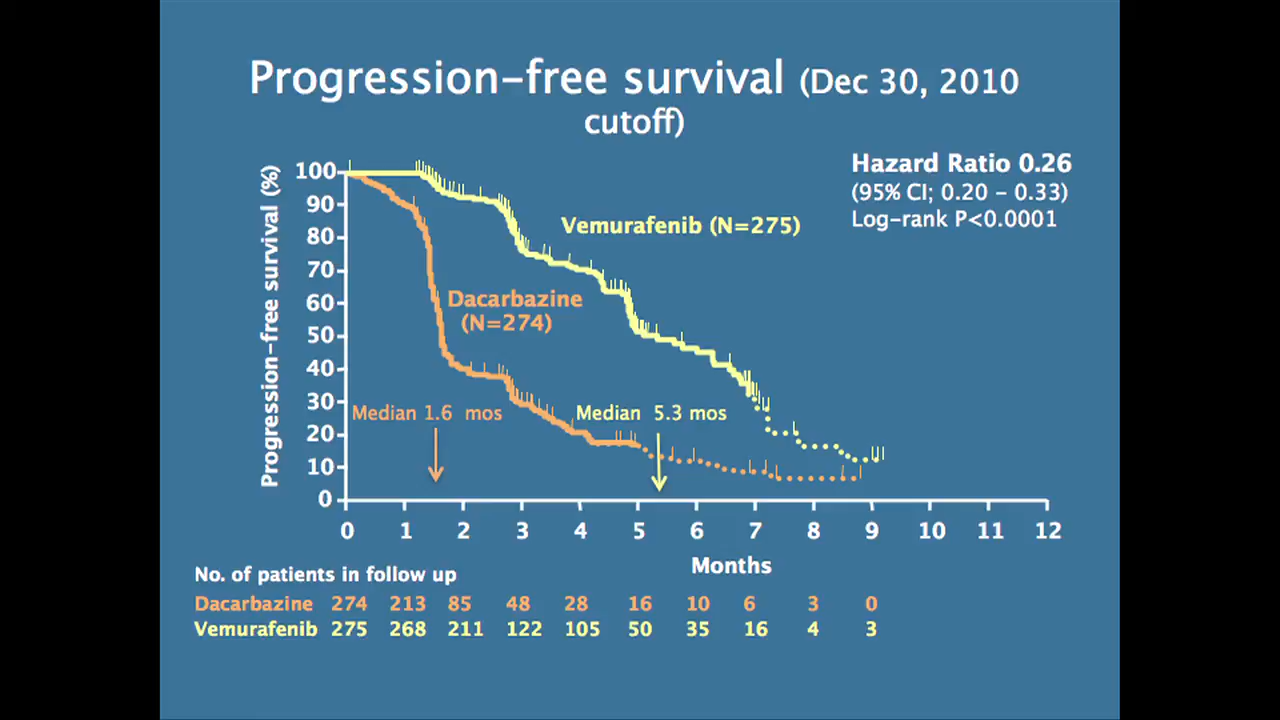 Progression-free survival (Dec 30, 2010
cutoff)
Hazard Ratio 0.26
(95% CI; 0.20 - 0.33)
Log-rank P<0.0001
Progression-free survival (%)
100
90
80
70
60
50
40
30
20
10
0
Vemurafenib (N=275)
Dacarbazine
(N=274)
Median 1.6 mos
Median 5.3 mos
0 1 2 3 4 5 6 7 8 9 10 11 12
Months
No. of patients in follow up
Dacarbazine 274 213 85 48 28 16 10 6 3 0
Vemurafenib 275 268 211 122 105 50 35 16 4 3